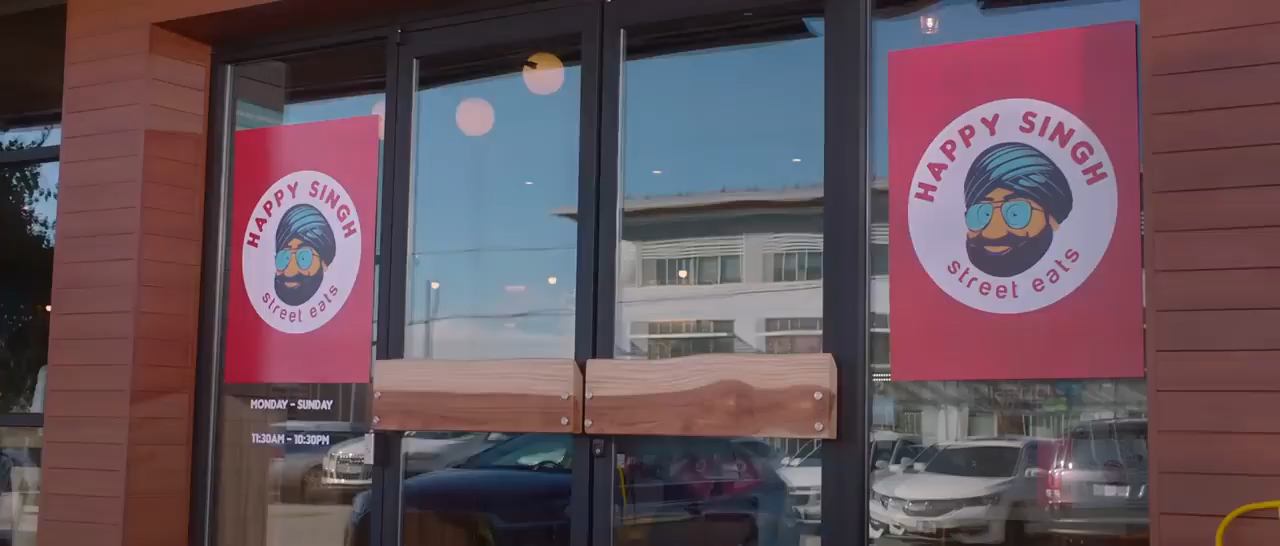 HAPPY SINGH
street eats
MONDAY - SUNDAY
11:30AM - 10:30PM
HAPPY SINGH
street eats